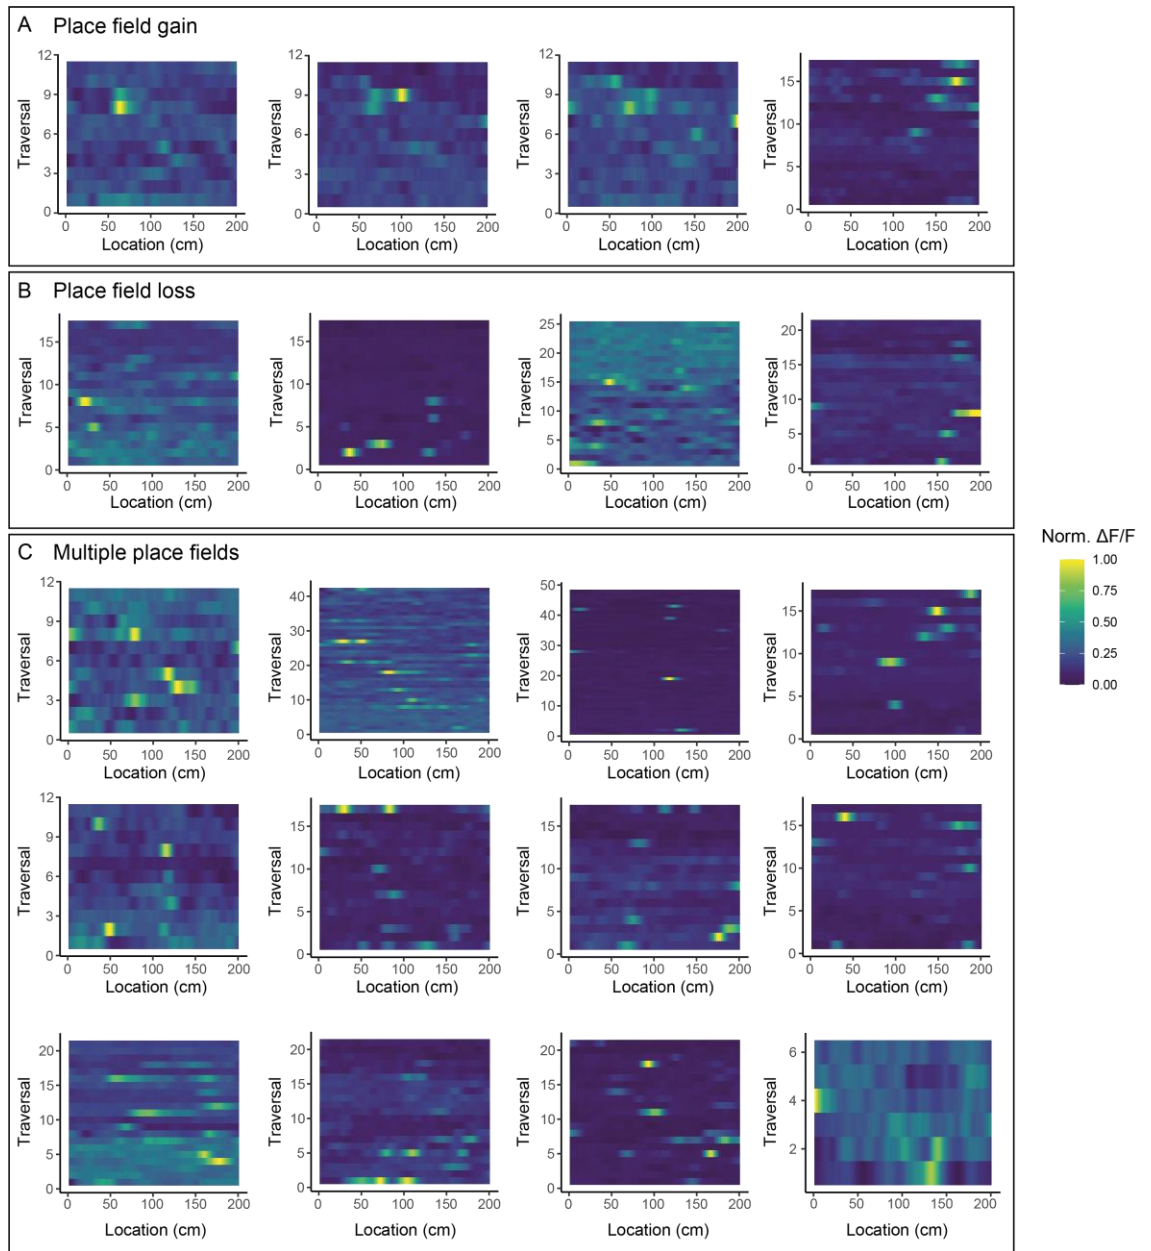 A Place field gain
12 9 6 3 0
Traversal
0 50 100 150 200
Location (cm)
12 9 6 3 0
Traversal
0 50 100 150 200
Location (cm)
12 9 6 3 0
Traversal
0 50 100 150 200
Location (cm)
15 10 5 0
Traversal
0 50 100 150 200
Location (cm)
B Place field loss
15 10 5 0
Traversal
0 50 100 150 200
Location (cm)
15 10 5 0
Traversal
0 50 100 150 200
Location (cm)
25 20 15 10 5 0
Traversal
0 50 100 150 200
Location (cm)
20 15 10 5 0
Traversal
0 50 100 150 200
Location (cm)
C Multiple place fields
12 9 6 3 0
Traversal
0 50 100 150 200
Location (cm)
40 30 20 10 0
Traversal
0 50 100 150 200
Location (cm)
50 40 30 20 10 0
Traversal
0 50 100 150 200
Location (cm)
15 10 5 0
Traversal
0 50 100 150 200
Location (cm)
12 9 6 3 0
Traversal
0 50 100 150 200
Location (cm)
15 10 5 0
Traversal
0 50 100 150 200
Location (cm)
15 10 5 0
Traversal
0 50 100 150 200
Location (cm)
15 10 5 0
Traversal
0 50 100 150 200
Location (cm)
20 15 10 5 0
Traversal
0 50 100 150 200
Location (cm)
20 15 10 5 0
Traversal
0 50 100 150 200
Location (cm)
20 15 10 5 0
Traversal
0 50 100 150 200
Location (cm)
6 4 2
Traversal
0 50 100 150 200
Location (cm)
Norm. ΔF/F
1.00
0.75
0.50
0.25
0.00